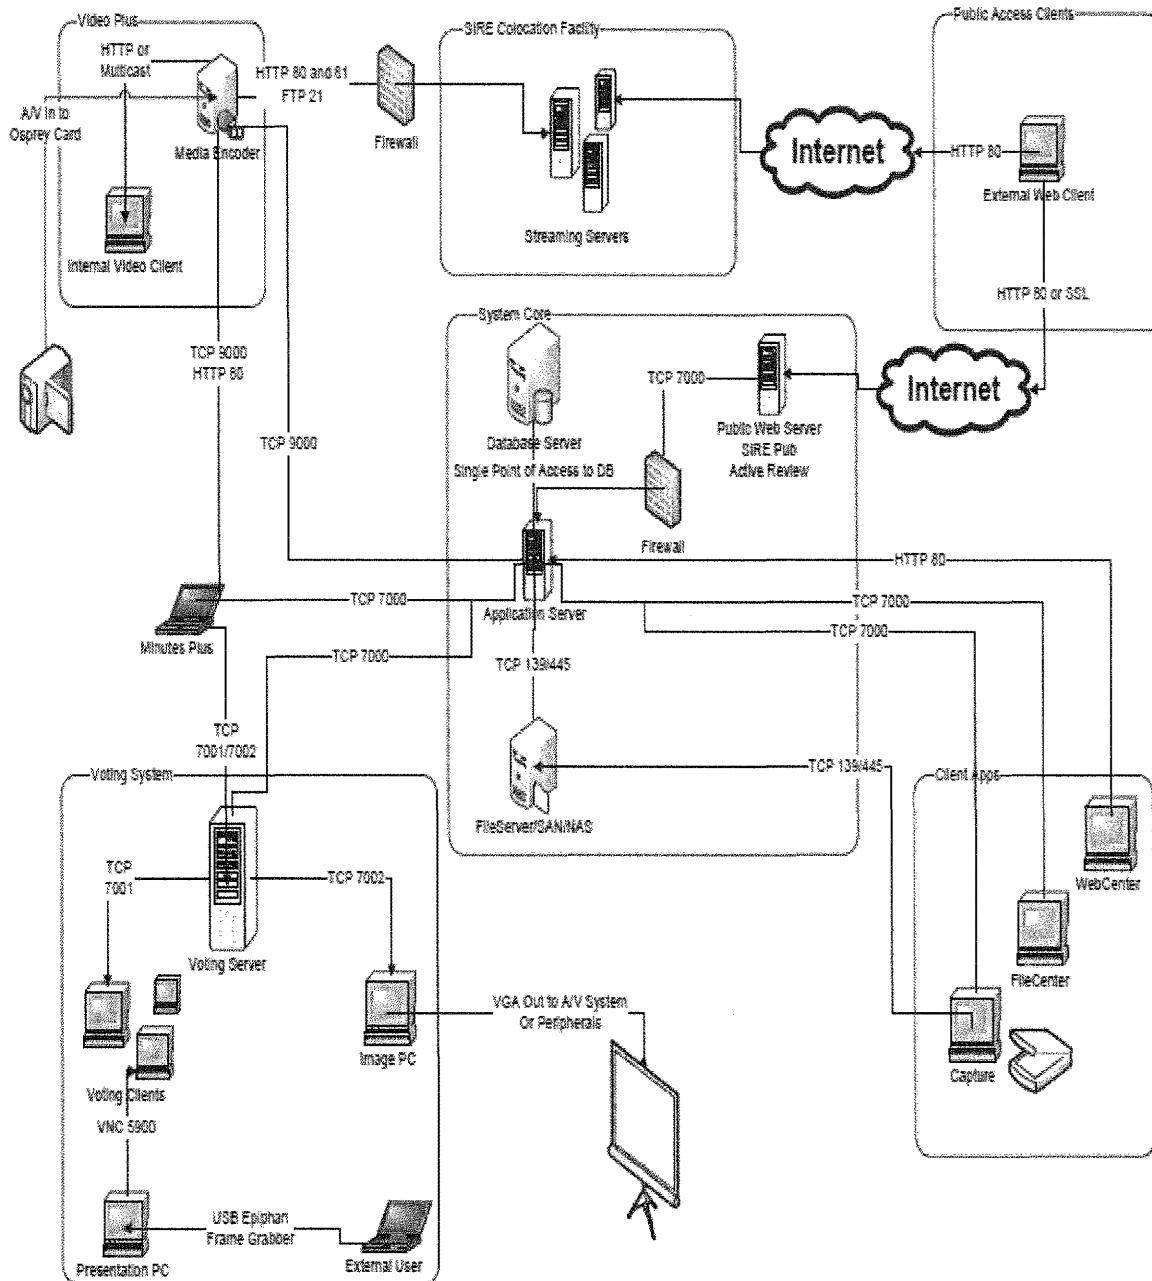 Video Plus
HTTP or
Multicast
A/V In to
Osprey Card
Media Encoder
Internal Video Client
HTTP 80 and 81
FTP 21
Firewall
SIRE Colocation Facility
Streaming Servers
Internet
Public Access Clients
HTTP 80
External Web Client
HTTP 80 or SSL
Internet
TCP 9000
HTTP 80
TCP 9000
System Core
Database Server
Single Point of Access to DB
TCP 7000
Public Web Server
SIRE Pub
Active Review
Firewall
Application Server
HTTP 80
TCP 7000
TCP 7000
TCP 7000
TCP 7000
Minutes Plus
TCP 139/445
FileServer/SAN/NAS
TCP 139/445
TCP
7001/7002
Voting System
TCP
7001
TCP 7002
Voting Server
Voting Clients
Image PC
VNC 5900
Presentation PC
USB Epiphan
Frame Grabber
External User
VGA Out to A/V System
Or Peripherals
Client Apps
WebCenter
FileCenter
Capture